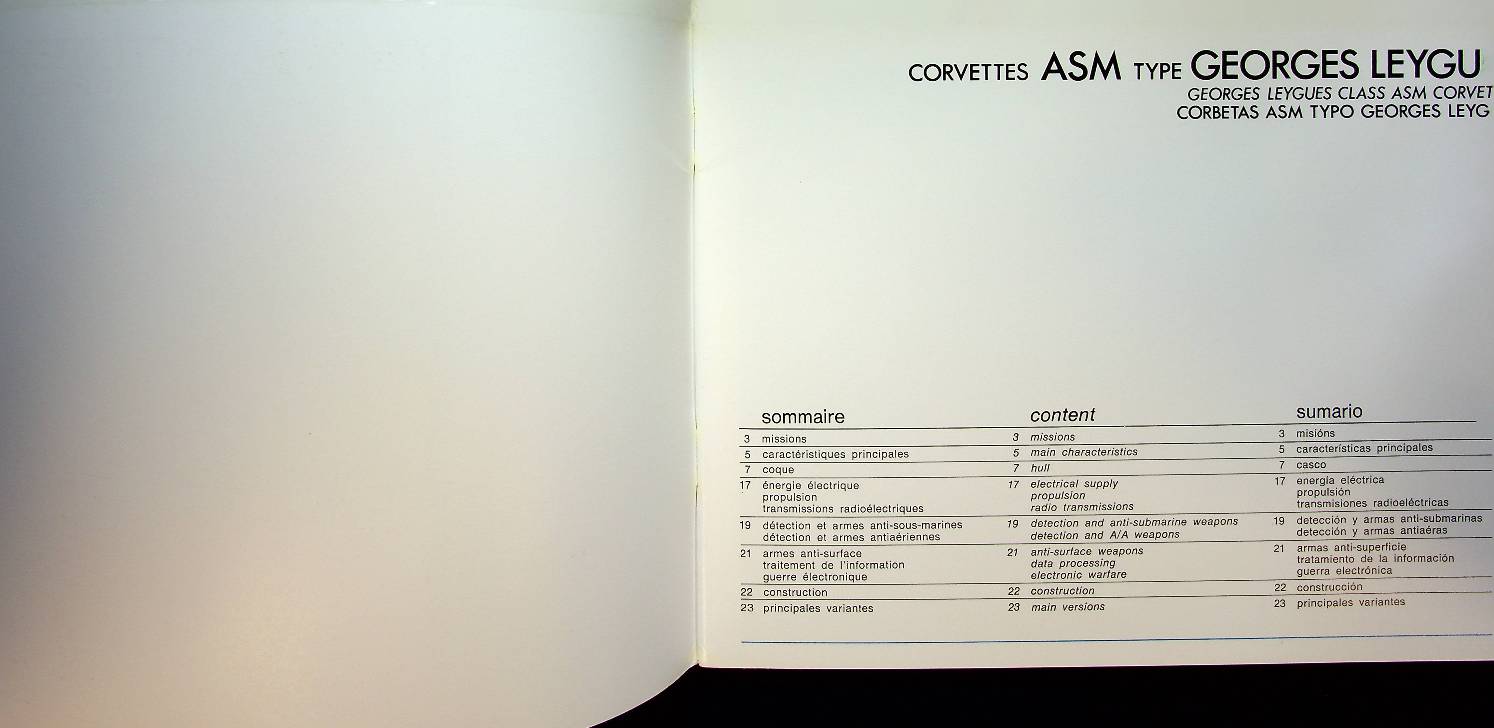 CORVETTES ASM TYPE GEORGES LEYGU
GEORGES LEYGUES CLASS ASM CORVET
CORBETAS ASM TYPO GEORGES LEYG
sommaire
3 missions
5 caractéristiques principales
7 coque
17 énergie électrique
propulsion
transmissions radioélectriques
19 détection et armes anti-sous-marines
détection et armes antiaériennes
21 armes anti-surface
traitement de l'information
guerre électronique
22 construction
23 principales variantes
content
3 missions
5 main characteristics
7 hull
17 electrical supply
propulsion
radio transmissions
19 detection and anti-submarine weapons
detection and A/A weapons
21 anti-surface weapons
data processing
electronic warfare
22 construction
23 main versions
sumario
3 misións
5 características principales
7 casco
17 energía eléctrica
propulsión
transmisiones radioeléctricas
19 detección y armas anti-submarinas
detección y armas antiaéras
21 armas anti-superficie
tratamiento de la información
guerra electrónica
22 construcción
23 principales variantes